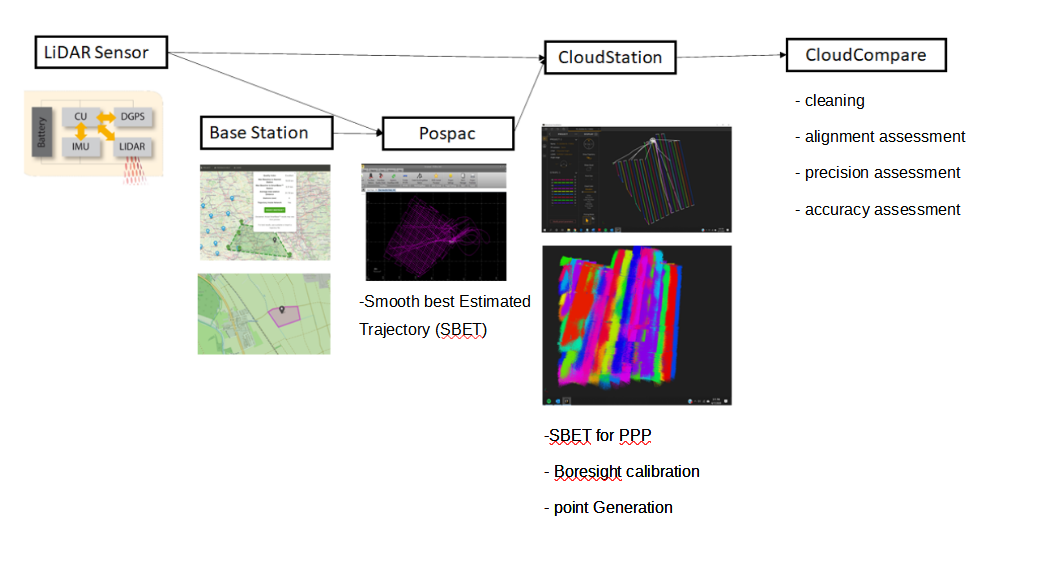 LiDAR Sensor
CloudStation
CloudCompare
Base Station
Pospac
Battery
CU
DGPS
IMU
LIDAR
-Smooth best Estimated
Trajectory (SBET)
-SBET for PPP
- Boresight calibration
- point Generation
- cleaning
- alignment assessment
- precision assessment
- accuracy assessment